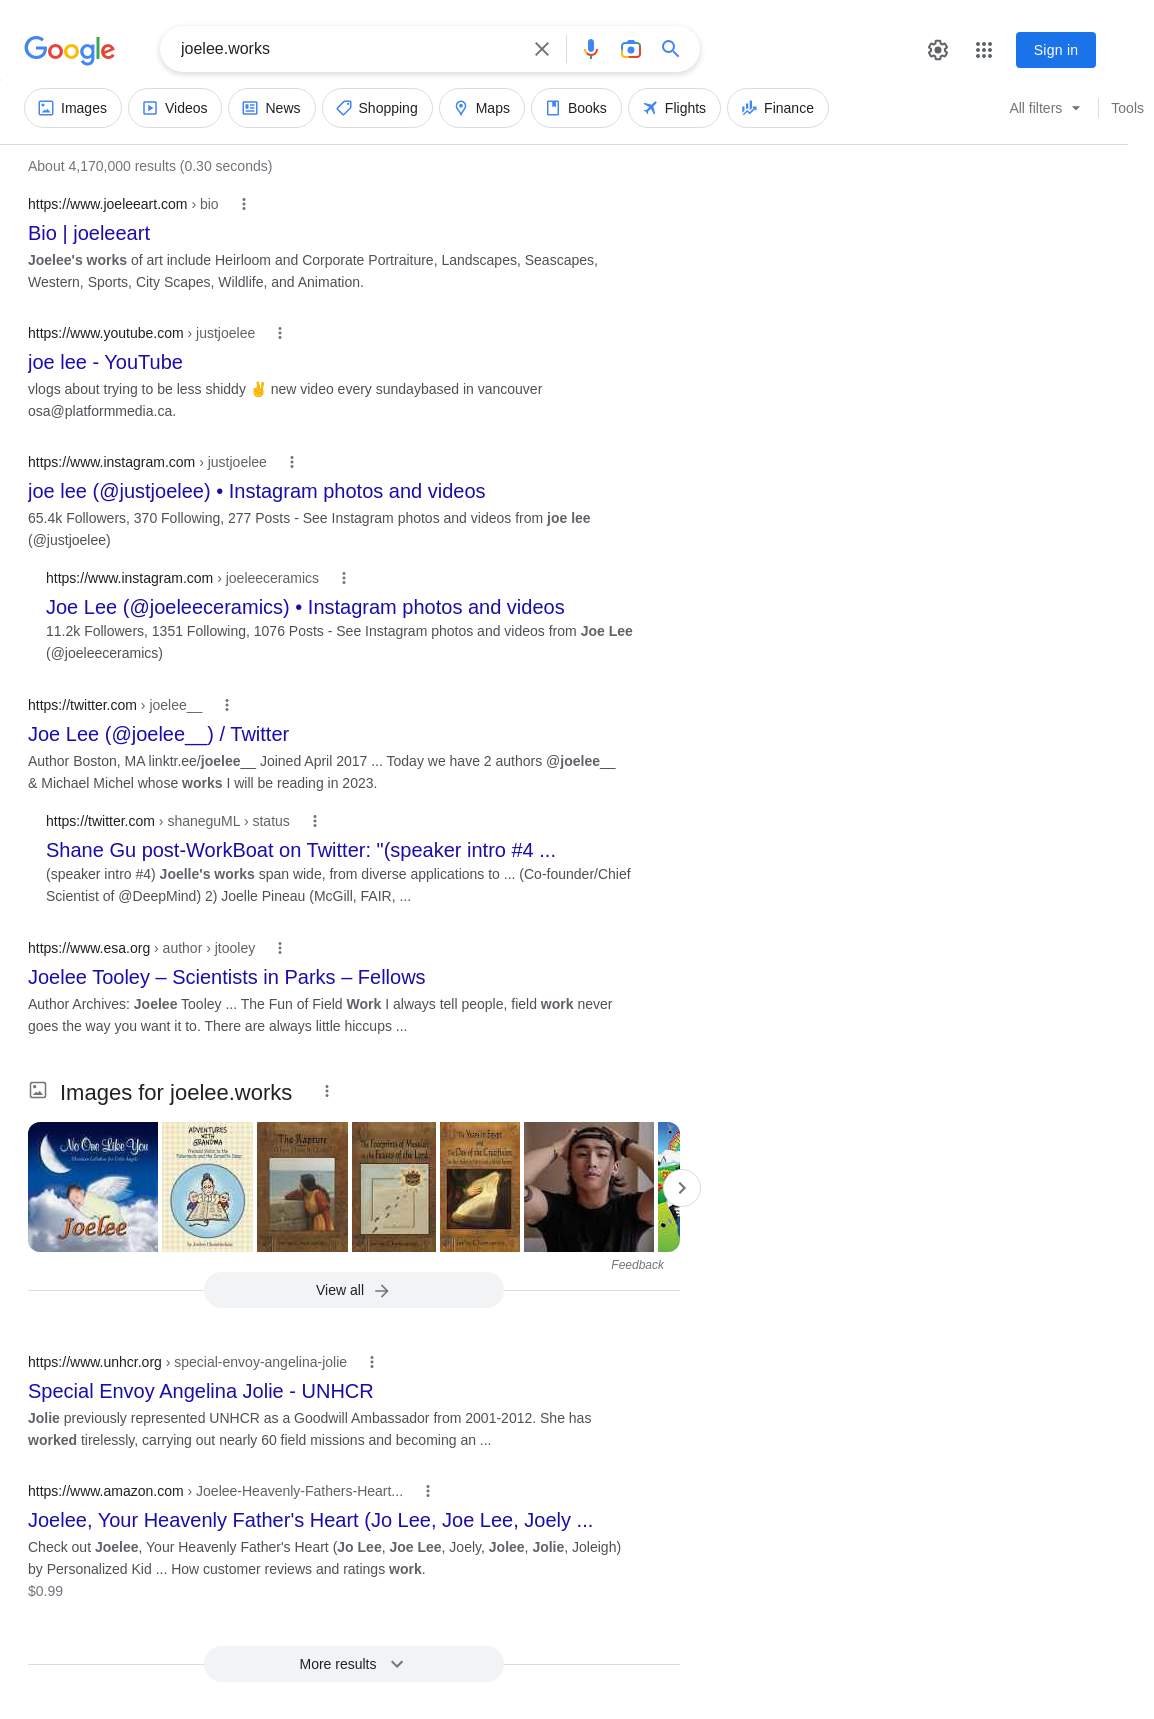 Google
joelee.works
Sign in
Images
Videos
News
Shopping
Maps
Books
Flights
Finance
All filters
Tools
About 4,170,000 results (0.30 seconds)
https://www.joeleeart.com › bio
Bio | joeleeart
Joelee's works of art include Heirloom and Corporate Portraiture, Landscapes, Seascapes,
Western, Sports, City Scapes, Wildlife, and Animation.
https://www.youtube.com › justjoelee
joe lee - YouTube
vlogs about trying to be less shiddy ✌ new video every sundaybased in vancouver
osa@platformmedia.ca.
https://www.instagram.com › justjoelee
joe lee (@justjoelee) • Instagram photos and videos
65.4k Followers, 370 Following, 277 Posts - See Instagram photos and videos from joe lee
(@justjoelee)
https://www.instagram.com › joeleeceramics
Joe Lee (@joeleeceramics) • Instagram photos and videos
11.2k Followers, 1351 Following, 1076 Posts - See Instagram photos and videos from Joe Lee
(@joeleeceramics)
https://twitter.com › joelee__
Joe Lee (@joelee__) / Twitter
Author Boston, MA linktr.ee/joelee__ Joined April 2017 ... Today we have 2 authors @joelee__
& Michael Michel whose works I will be reading in 2023.
https://twitter.com › shaneguML › status
Shane Gu post-WorkBoat on Twitter: "(speaker intro #4 ...
(speaker intro #4) Joelle's works span wide, from diverse applications to ... (Co-founder/Chief
Scientist of @DeepMind) 2) Joelle Pineau (McGill, FAIR, ...
https://www.esa.org › author › jtooley
Joelee Tooley – Scientists in Parks – Fellows
Author Archives: Joelee Tooley ... The Fun of Field Work I always tell people, field work never
goes the way you want it to. There are always little hiccups ...
Images for joelee.works
No One Like You
Joelee
ADVENTURES
WITH
GRANDMA
The Rapture
The Footprints of Messiah
in the Feasts of the Lord
The Day of the Crucifixion
Feedback
View all
https://www.unhcr.org › special-envoy-angelina-jolie
Special Envoy Angelina Jolie - UNHCR
Jolie previously represented UNHCR as a Goodwill Ambassador from 2001-2012. She has
worked tirelessly, carrying out nearly 60 field missions and becoming an ...
https://www.amazon.com › Joelee-Heavenly-Fathers-Heart...
Joelee, Your Heavenly Father's Heart (Jo Lee, Joe Lee, Joely ...
Check out Joelee, Your Heavenly Father's Heart (Jo Lee, Joe Lee, Joely, Jolee, Jolie, Joleigh)
by Personalized Kid ... How customer reviews and ratings work.
$0.99
More results